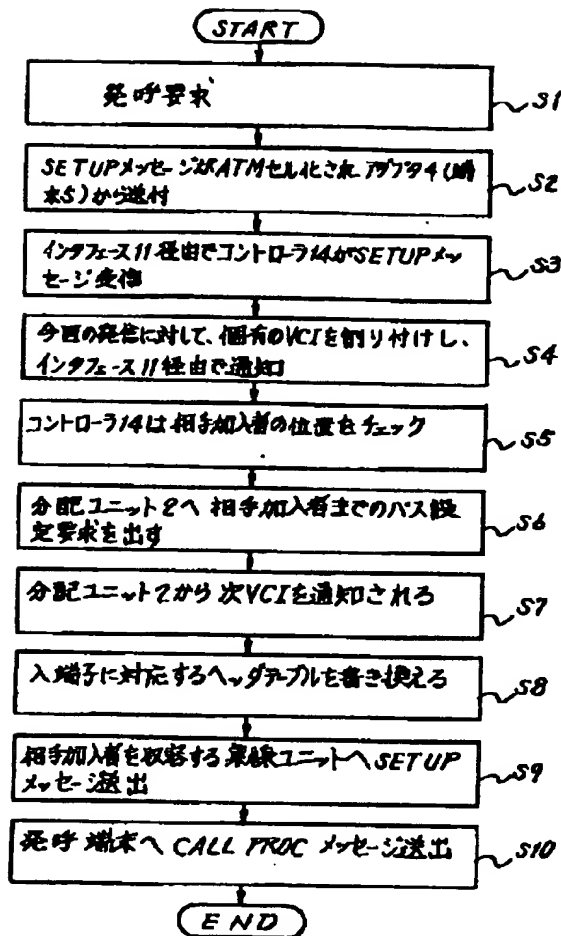 START
発呼要求
S1
SETUPメッセージがATMセル化されアダプタ4(端
末5)から送付
S2
インタフェース11経由でコントローラ14がSETUPメッ
セージ受信
S3
今回の発信に対して、個有のVCIを割り付けし、
インタフェース11経由で通知
S4
コントローラ14は相手加入者の位置をチェック
S5
分配ユニット2へ相手加入者までのパス設
定要求を出す
S6
分配ユニット2から次VCIを通知される
S7
入端子に対応するヘッダテーブルを書き換える
S8
相手加入者を収容する集線ユニットへSETUP
メッセージ送出
S9
発呼端末へ CALL PROC メッセージ送出
S10
END